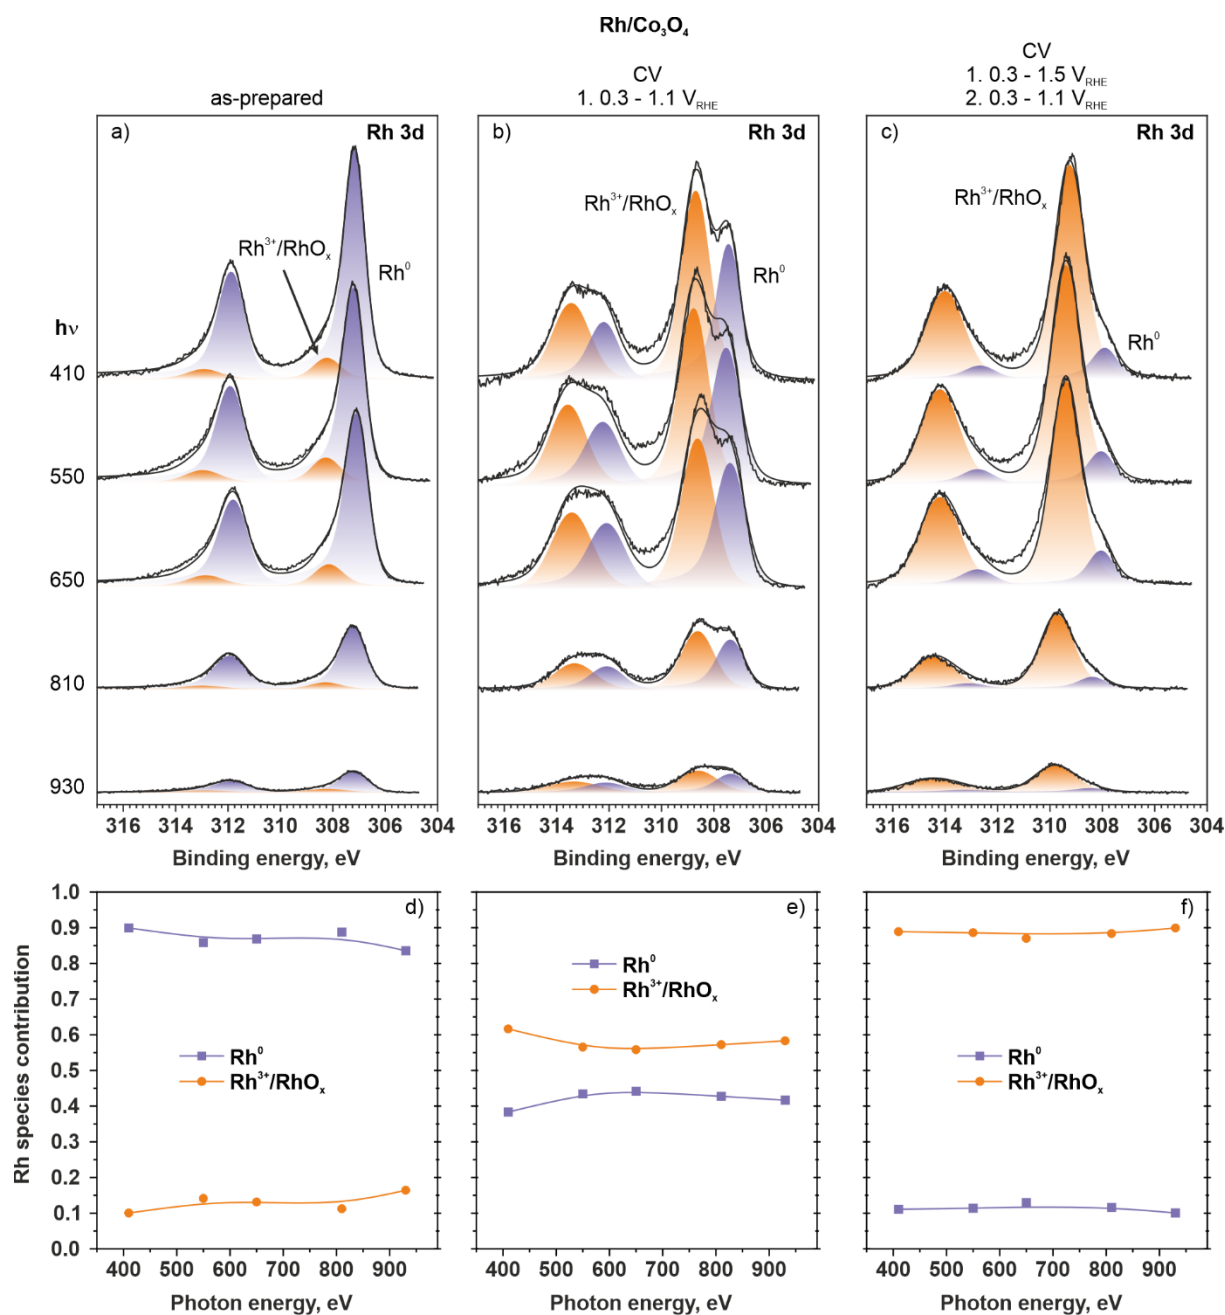 Rh/Co₃O₄
as-prepared
CV
1. 0.3 - 1.1 V_RHE
CV
1. 0.3 - 1.5 V_RHE
2. 0.3 - 1.1 V_RHE
a)
Rh 3d
b)
Rh 3d
c)
Rh 3d
Rh³⁺/RhOₓ
Rh⁰
Rh³⁺/RhOₓ
Rh⁰
Rh³⁺/RhOₓ
Rh⁰
hν
410
550
650
810
930
316 314 312 310 308 306 304
Binding energy, eV
316 314 312 310 308 306 304
Binding energy, eV
316 314 312 310 308 306 304
Binding energy, eV
Rh species contribution
1.0
0.9
0.8
0.7
0.6
0.5
0.4
0.3
0.2
0.1
0.0
d)
Rh⁰
Rh³⁺/RhOₓ
400 500 600 700 800 900
Photon energy, eV
e)
Rh⁰
Rh³⁺/RhOₓ
400 500 600 700 800 900
Photon energy, eV
f)
Rh⁰
Rh³⁺/RhOₓ
400 500 600 700 800 900
Photon energy, eV